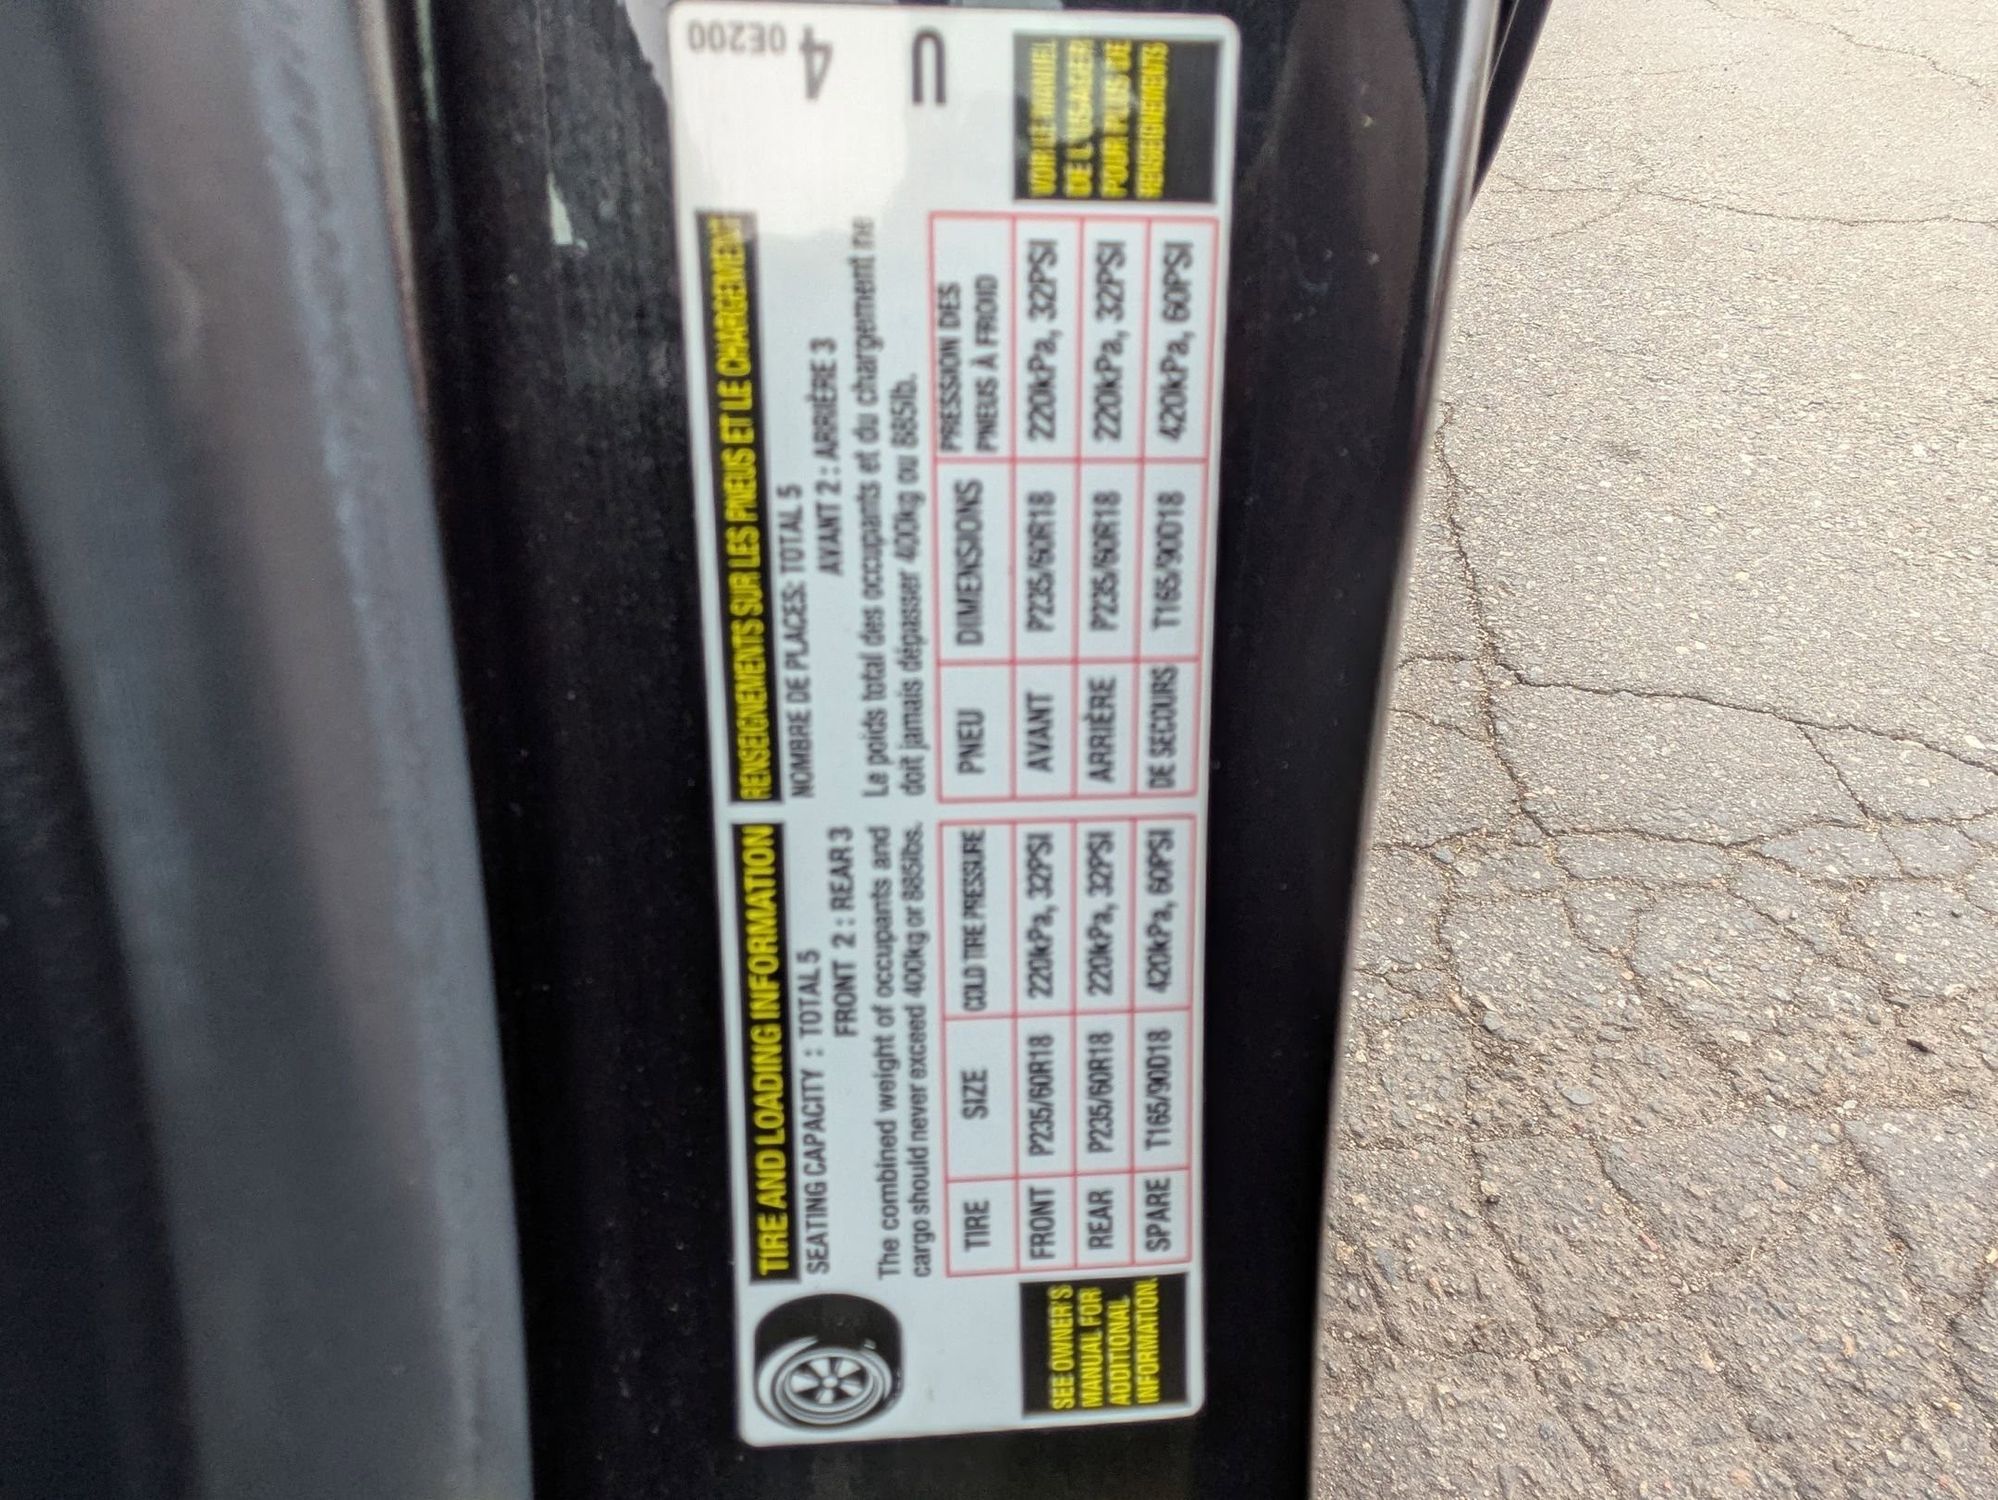 TIRE AND LOADING INFORMATION
SEATING CAPACITY : TOTAL 5
FRONT 2 : REAR 3
The combined weight of occupants and
cargo should never exceed 400kg or 885lbs.
TIRE SIZE COLD TIRE PRESSURE
FRONT P235/60R18 220kPa, 32PSI
REAR P235/60R18 220kPa, 32PSI
SPARE T165/90D18 420kPa, 60PSI
SEE OWNER'S
MANUAL FOR
ADDITIONAL
INFORMATION
RENSEIGNEMENTS SUR LES PNEUS ET LE CHARGEMENT
NOMBRE DE PLACES: TOTAL 5
AVANT 2 : ARRIÈRE 3
Le poids total des occupants et du chargement ne
doit jamais dépasser 400kg ou 885lb.
PNEU DIMENSIONS PRESSION DES
PNEUS À FROID
AVANT P235/60R18 220kPa, 32PSI
ARRIÈRE P235/60R18 220kPa, 32PSI
DE SECOURS T165/90D18 420kPa, 60PSI
VOIR LE MANUEL
DE L'USAGER
POUR PLUS DE
RENSEIGNEMENTS
0E200
4
U